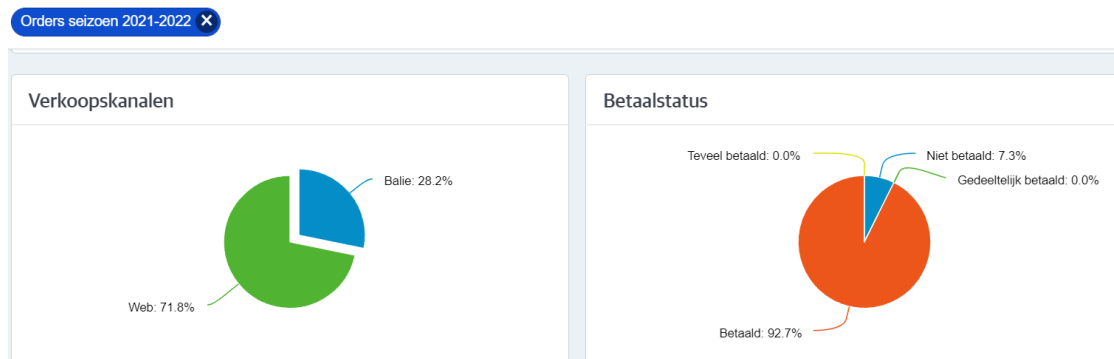 Orders seizoen 2021-2022
Verkoopskanalen
Balie: 28.2%
Web: 71.8%
Betaalstatus
Teveel betaald: 0.0%
Niet betaald: 7.3%
Gedeeltelijk betaald: 0.0%
Betaald: 92.7%